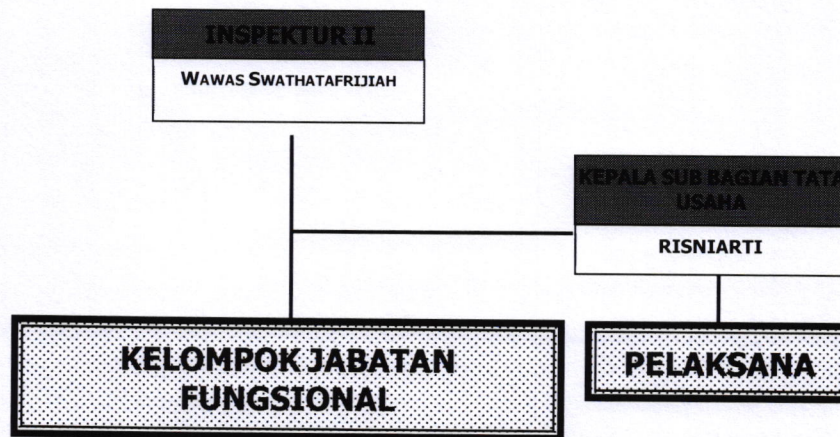 INSPEKTUR II
WAWAS SWATHATAFRIJIAH
KEPALA SUB BAGIAN TATA
USAHA
RISNIARTI
KELOMPOK JABATAN
FUNGSIONAL
PELAKSANA